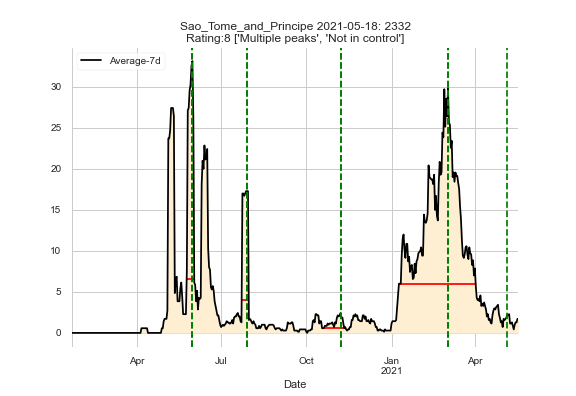 Sao_Tome_and_Principe 2021-05-18: 2332
Rating:8 ['Multiple peaks', 'Not in control']
Average-7d
30
25
20
15
10
5
0
Apr Jul Oct Jan Apr
2021
Date